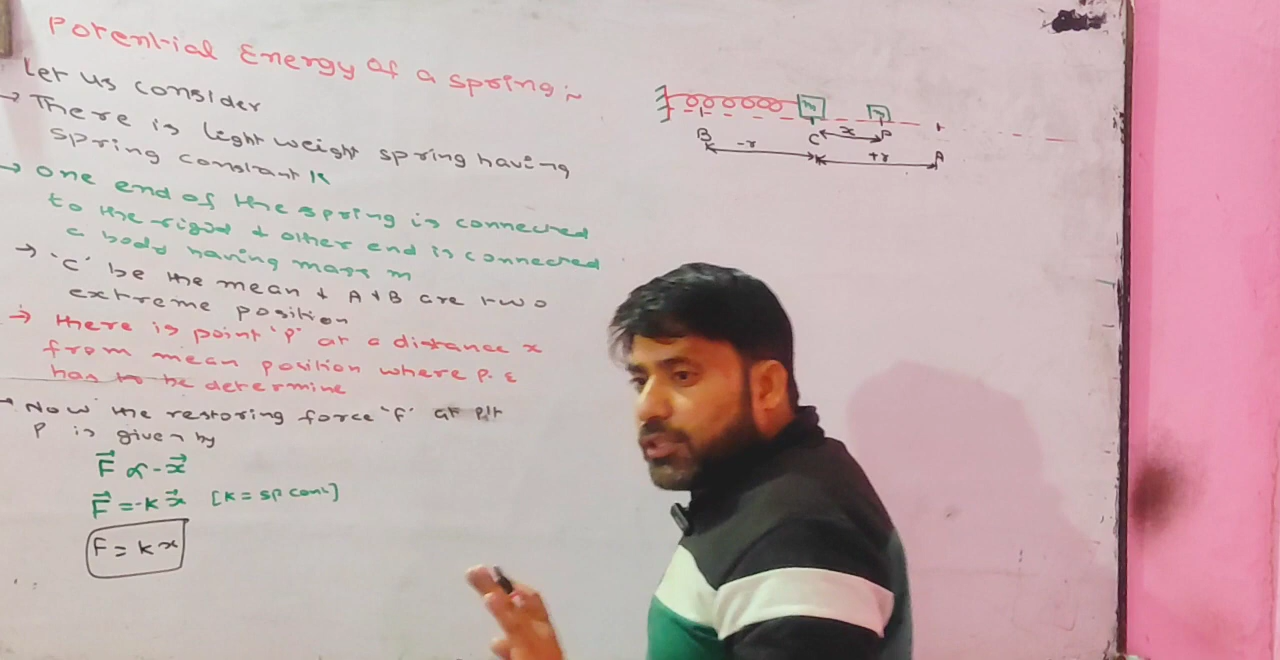 Potential Energy of a spring :~
Let us consider
→ There is light weight spring having
spring constant K
→ One end of the spring is connected
to the rigid & other end is connected
a body having mass m
→ 'C' be the mean & A & B are two
extreme position
→ there is point 'P' at a distance x
from mean position where P.E
has to be determine
→ Now the restoring force 'F' at pt
P is given by
F⃗ ∝ -x⃗
F⃗ = -K x⃗ [K = sp const]
F = kx
m
B C x P
-r +r A